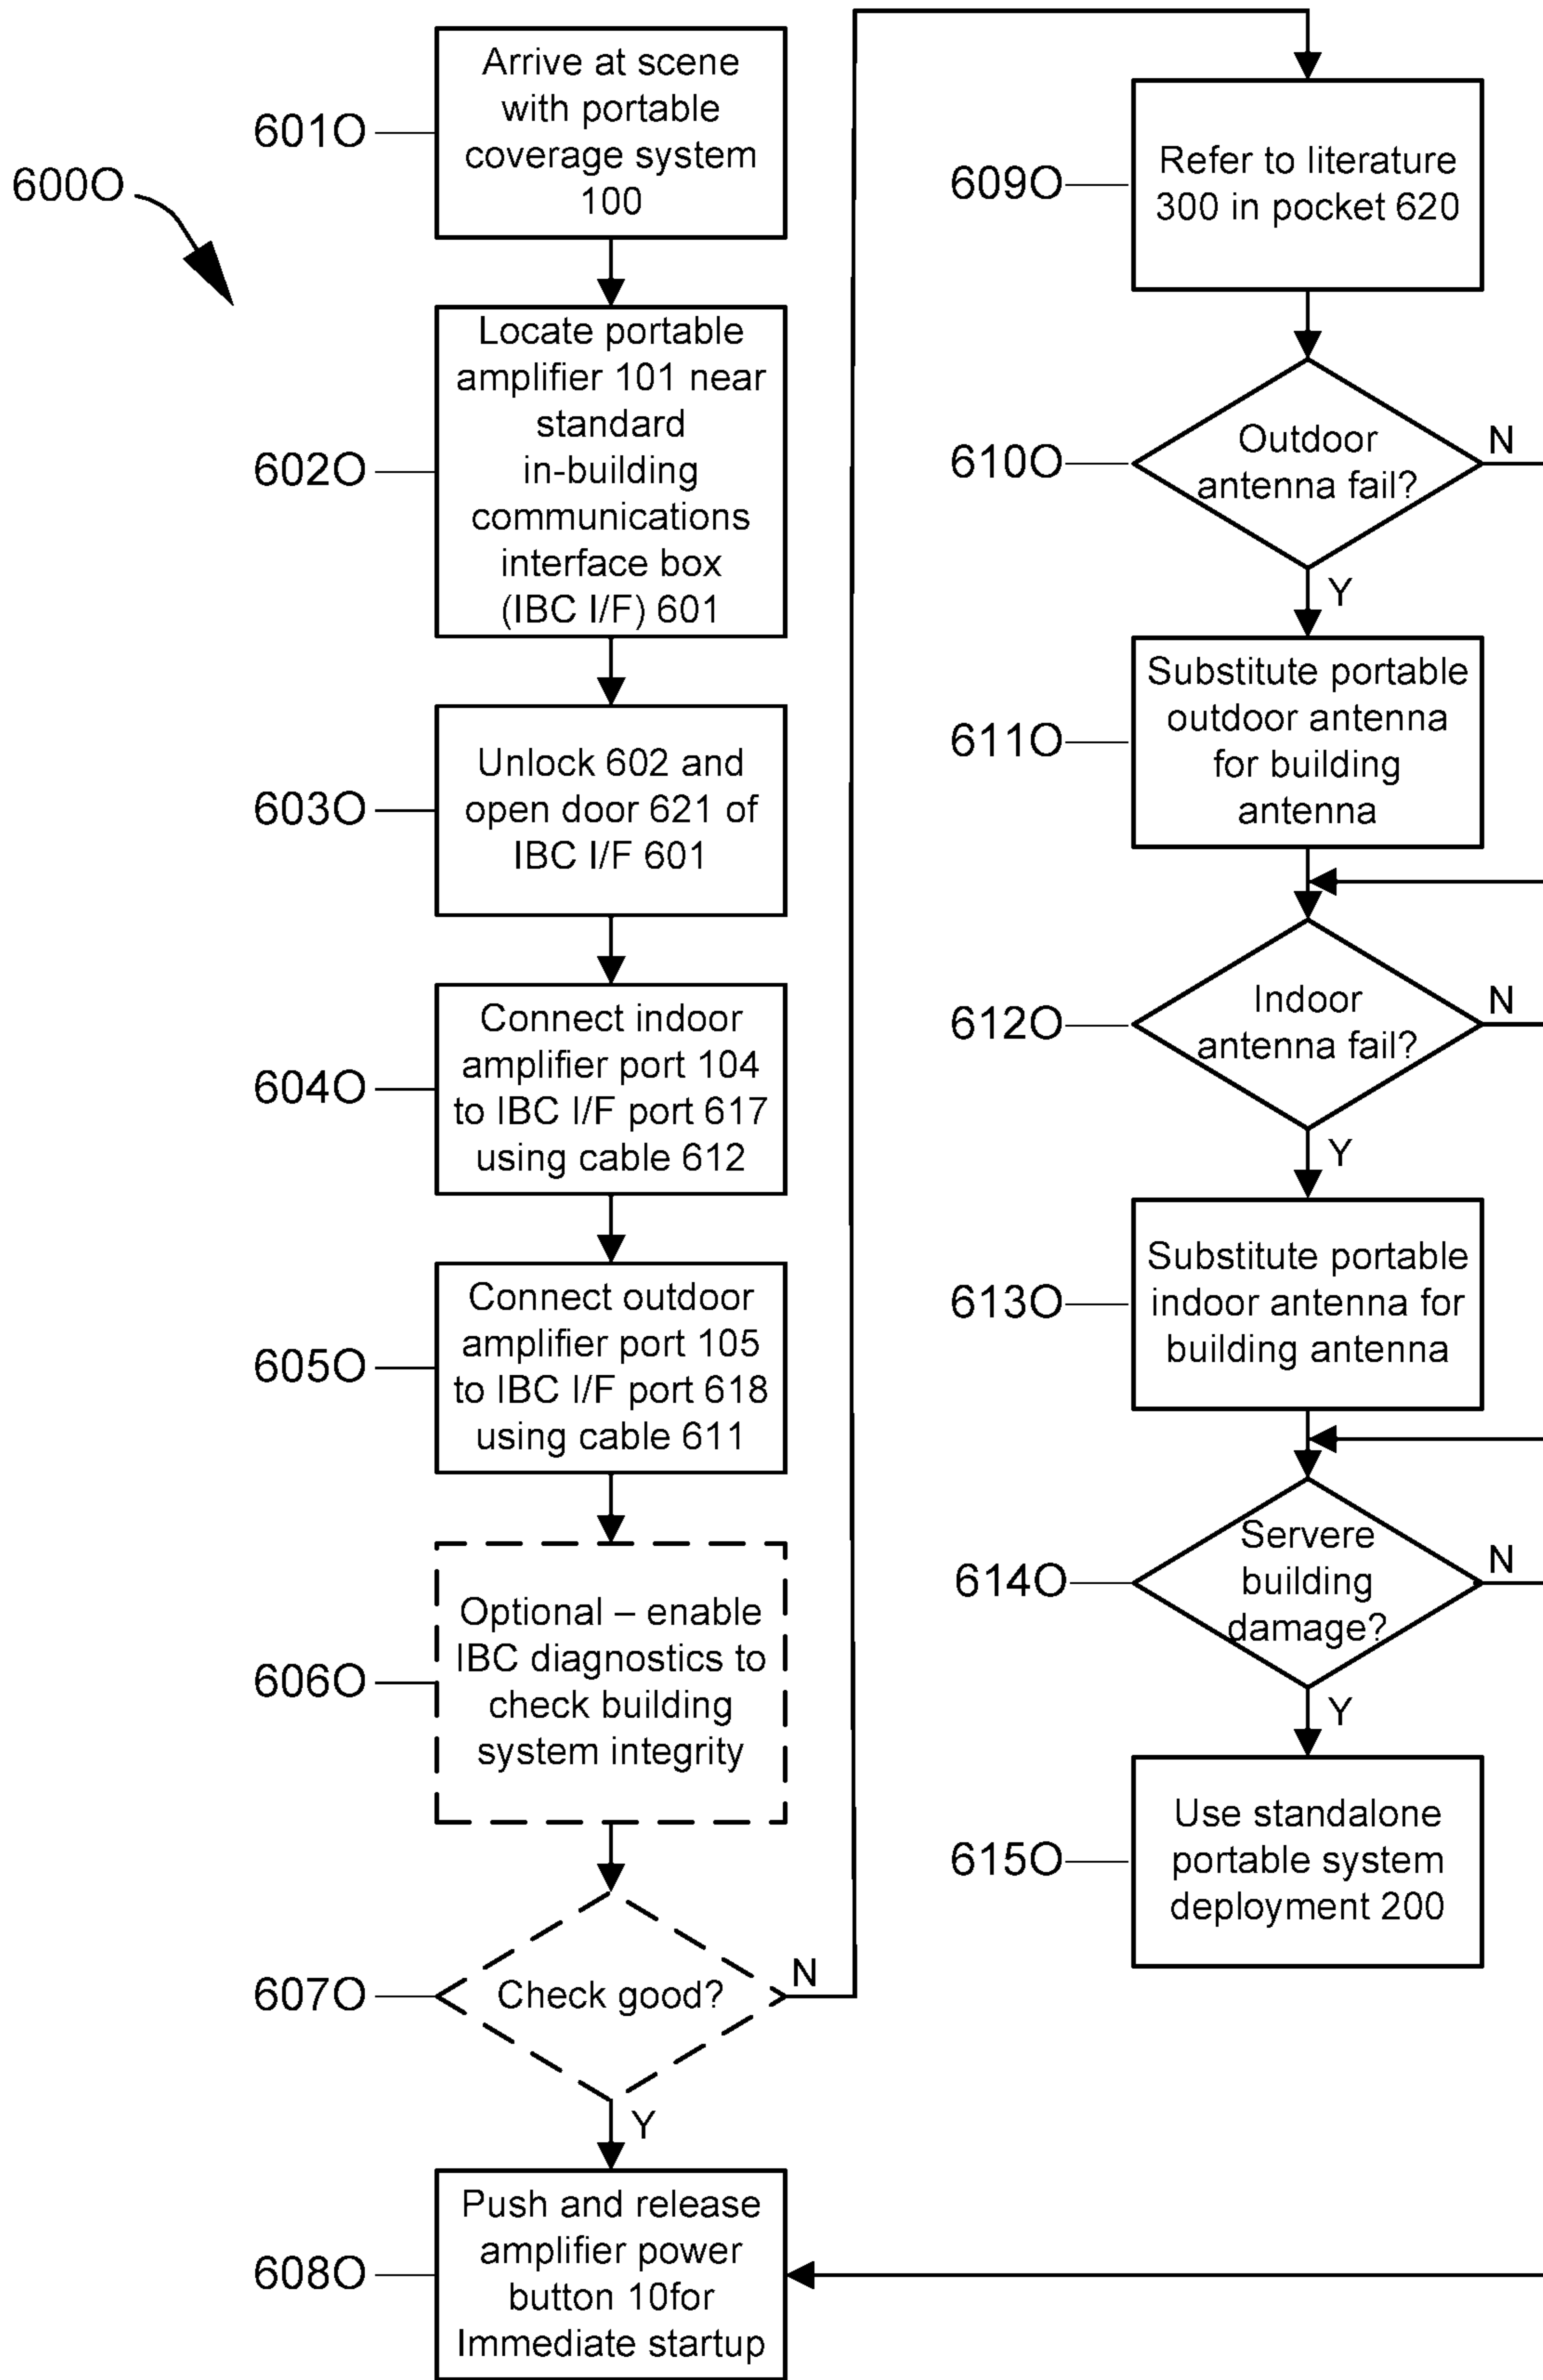 600O
601O
Arrive at scene
with portable
coverage system
100
602O
Locate portable
amplifier 101 near
standard
in-building
communications
interface box
(IBC I/F) 601
603O
Unlock 602 and
open door 621 of
IBC I/F 601
604O
Connect indoor
amplifier port 104
to IBC I/F port 617
using cable 612
605O
Connect outdoor
amplifier port 105
to IBC I/F port 618
using cable 611
606O
Optional – enable
IBC diagnostics to
check building
system integrity
607O
Check good?
N
Y
608O
Push and release
amplifier power
button 10for
Immediate startup
609O
Refer to literature
300 in pocket 620
610O
Outdoor
antenna fail?
N
Y
611O
Substitute portable
outdoor antenna
for building
antenna
612O
Indoor
antenna fail?
N
Y
613O
Substitute portable
indoor antenna for
building antenna
614O
Servere
building
damage?
N
Y
615O
Use standalone
portable system
deployment 200